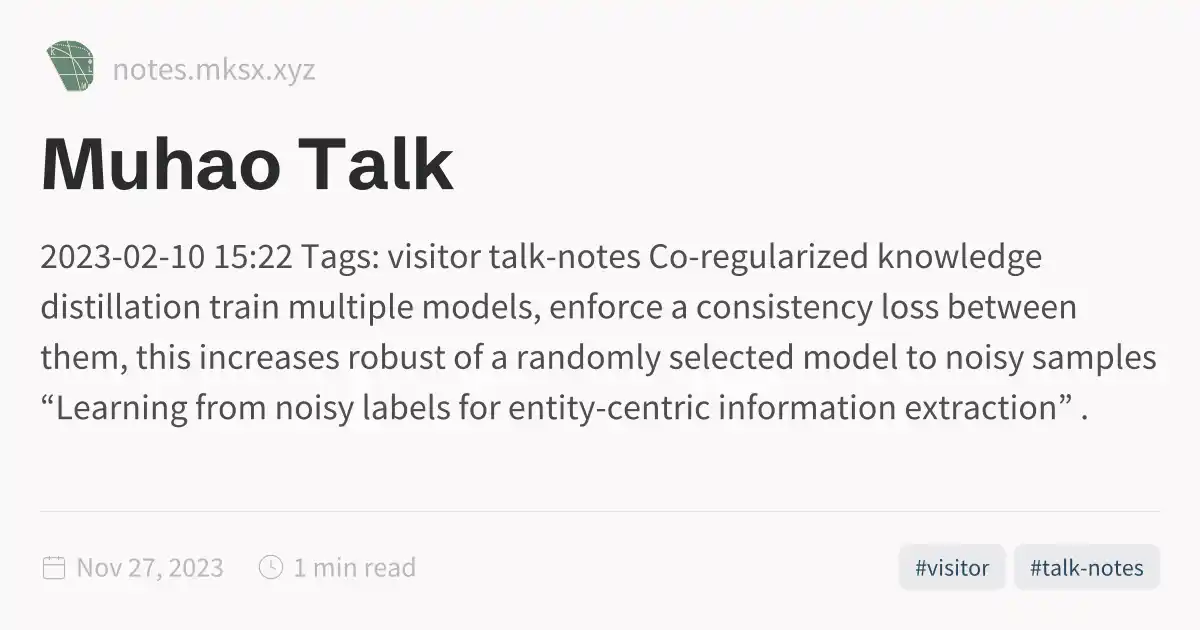 notes.mksx.xyz
Muhao Talk
2023-02-10 15:22 Tags: visitor talk-notes Co-regularized knowledge
distillation train multiple models, enforce a consistency loss between
them, this increases robust of a randomly selected model to noisy samples
“Learning from noisy labels for entity-centric information extraction” .
Nov 27, 2023 1 min read #visitor #talk-notes